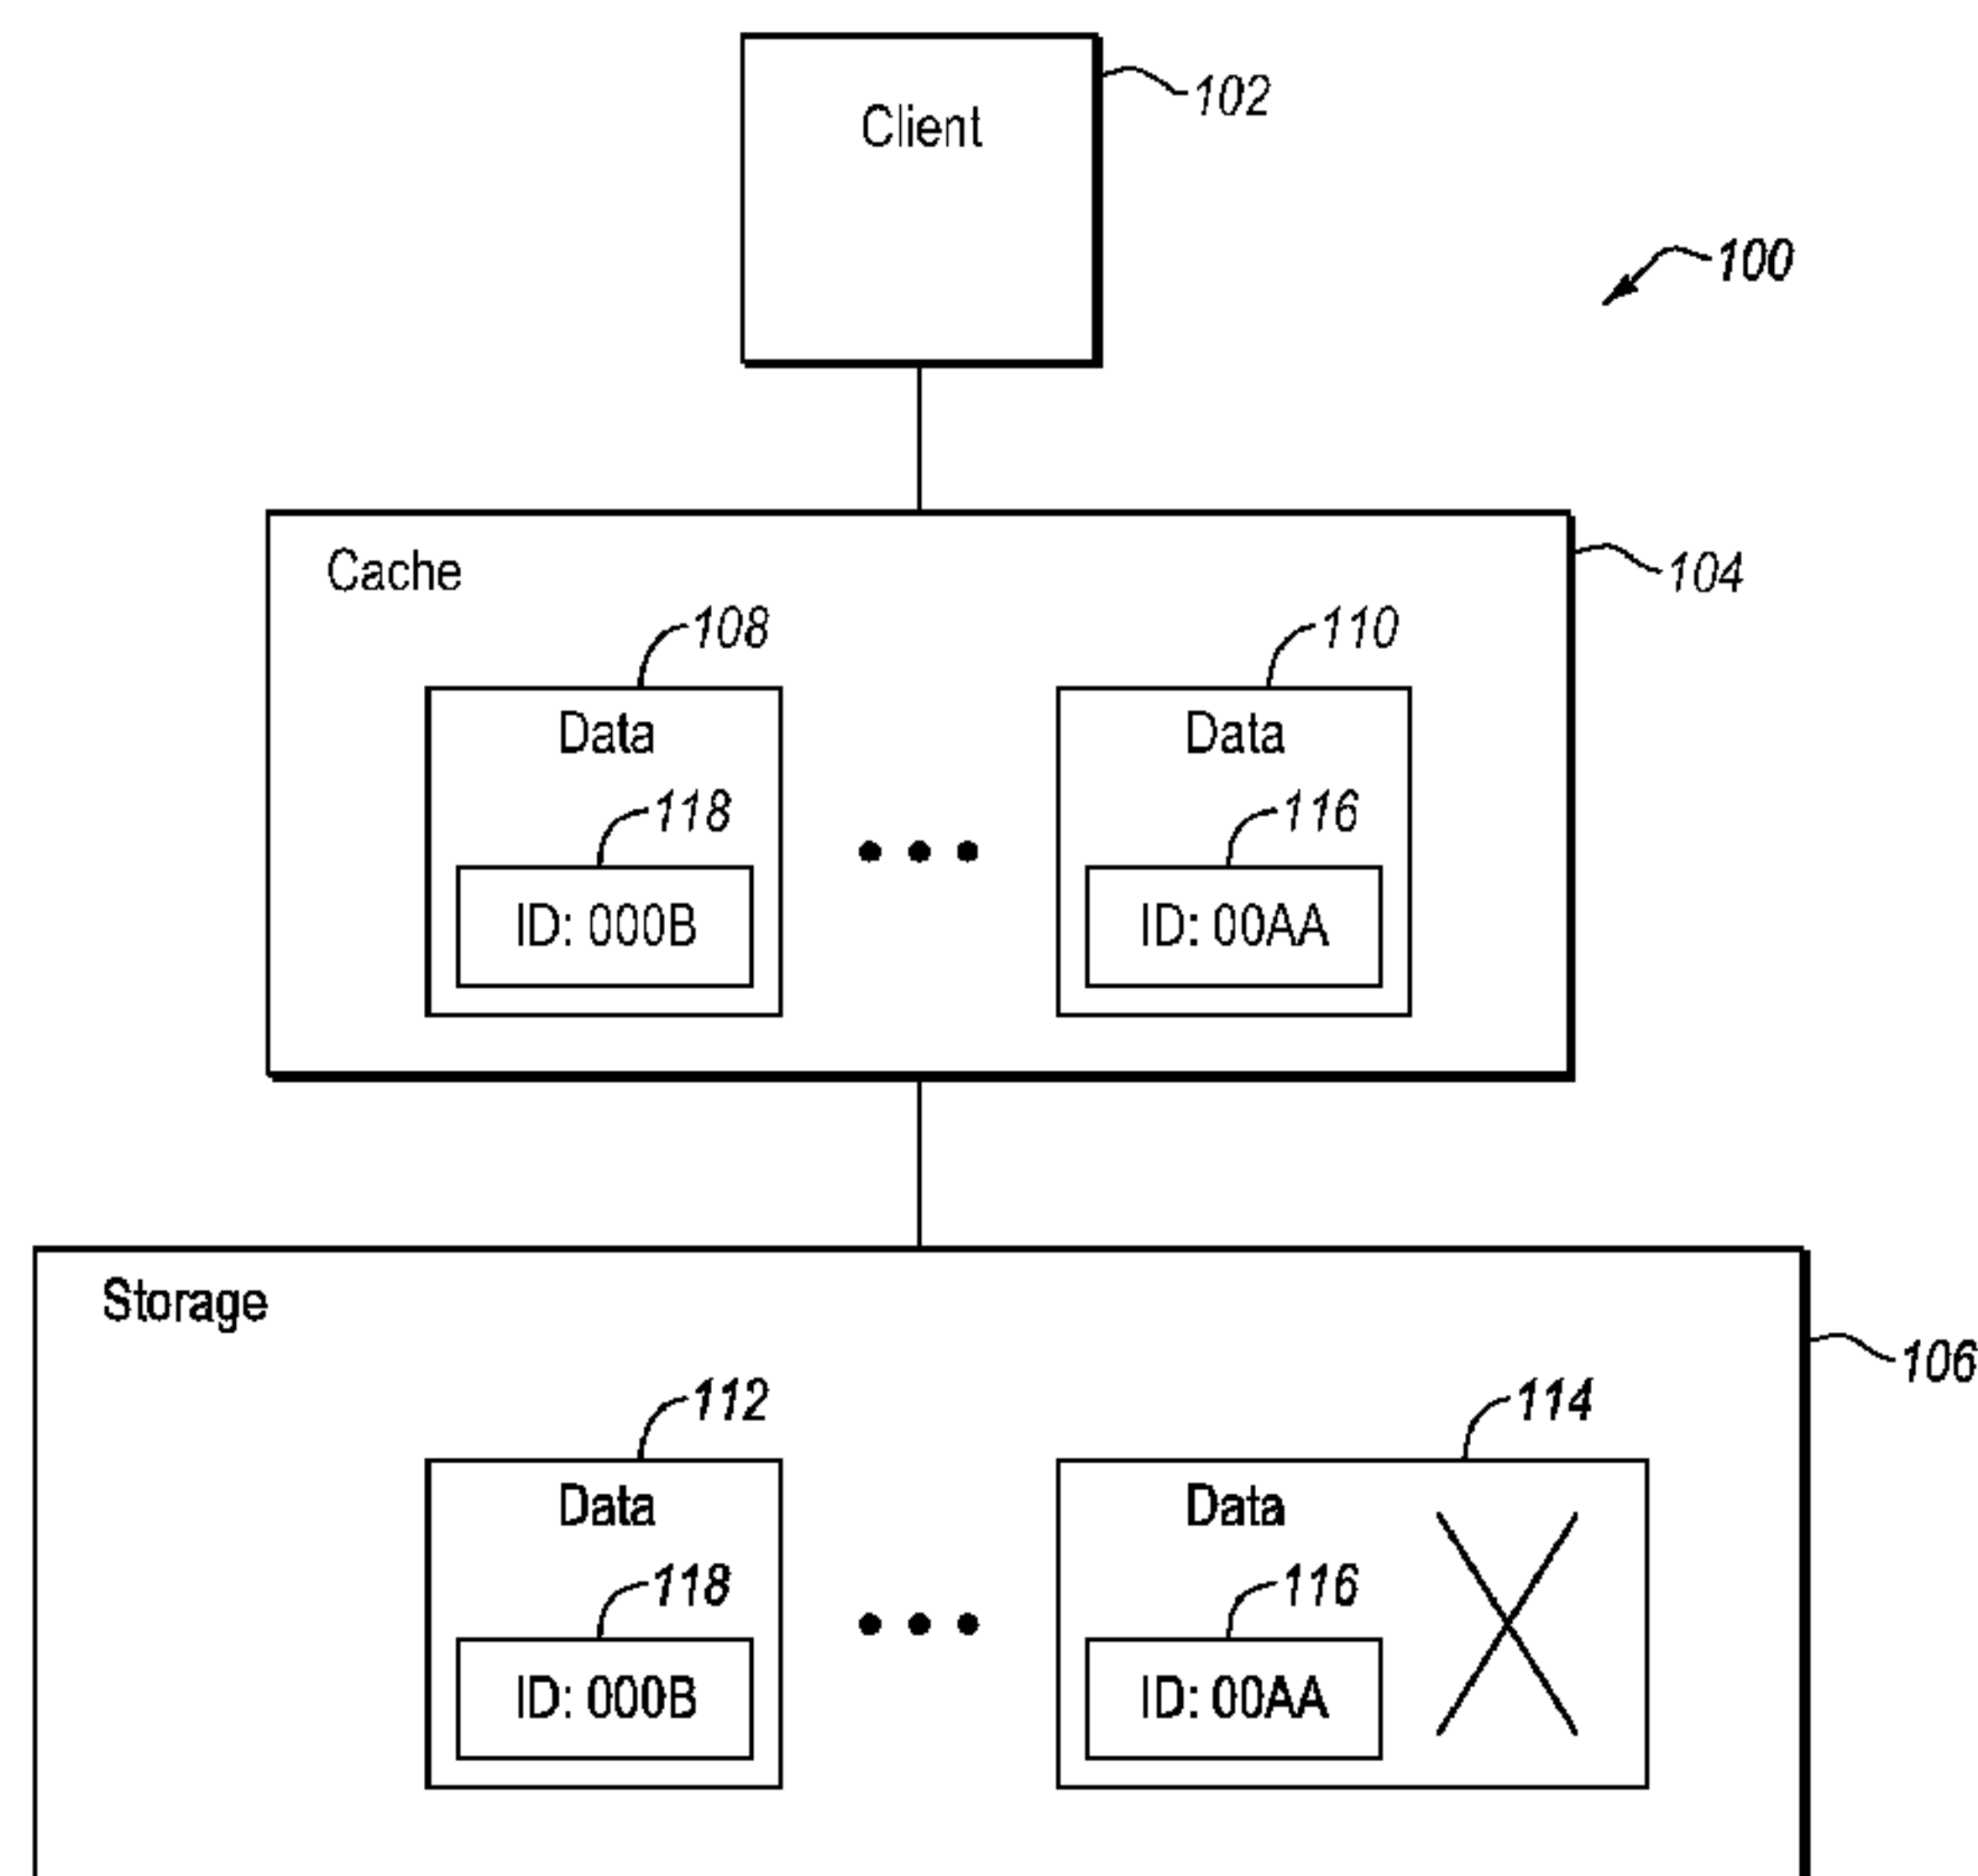 Client
102
100
Cache
104
108
110
Data
Data
118
116
ID: 000B
ID: 00AA
Storage
106
112
114
Data
Data
118
116
ID: 000B
ID: 00AA